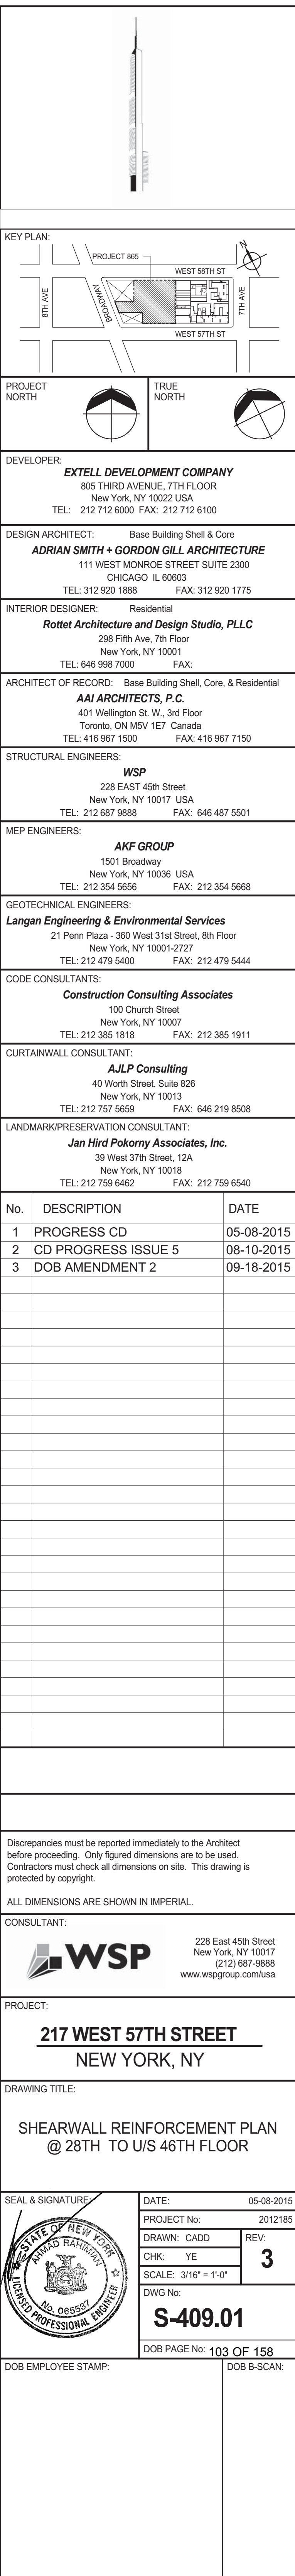 KEY PLAN:
N
PROJECT 865
WEST 58TH ST
8TH AVE
BROADWAY
7TH AVE
WEST 57TH ST
PROJECT NORTH
TRUE NORTH
DEVELOPER:
EXTELL DEVELOPMENT COMPANY
805 THIRD AVENUE, 7TH FLOOR
New York, NY 10022 USA
TEL: 212 712 6000 FAX: 212 712 6100
DESIGN ARCHITECT: Base Building Shell & Core
ADRIAN SMITH + GORDON GILL ARCHITECTURE
111 WEST MONROE STREET SUITE 2300
CHICAGO IL 60603
TEL: 312 920 1888 FAX: 312 920 1775
INTERIOR DESIGNER: Residential
Rottet Architecture and Design Studio, PLLC
298 Fifth Ave, 7th Floor
New York, NY 10001
TEL: 646 998 7000 FAX:
ARCHITECT OF RECORD: Base Building Shell, Core, & Residential
AAI ARCHITECTS, P.C.
401 Wellington St. W., 3rd Floor
Toronto, ON M5V 1E7 Canada
TEL: 416 967 1500 FAX: 416 967 7150
STRUCTURAL ENGINEERS:
WSP
228 EAST 45th Street
New York, NY 10017 USA
TEL: 212 687 9888 FAX: 646 487 5501
MEP ENGINEERS:
AKF GROUP
1501 Broadway
New York, NY 10036 USA
TEL: 212 354 5656 FAX: 212 354 5668
GEOTECHNICAL ENGINEERS:
Langan Engineering & Environmental Services
21 Penn Plaza - 360 West 31st Street, 8th Floor
New York, NY 10001-2727
TEL: 212 479 5400 FAX: 212 479 5444
CODE CONSULTANTS:
Construction Consulting Associates
100 Church Street
New York, NY 10007
TEL: 212 385 1818 FAX: 212 385 1911
CURTAINWALL CONSULTANT:
AJLP Consulting
40 Worth Street. Suite 826
New York, NY 10013
TEL: 212 757 5659 FAX: 646 219 8508
LANDMARK/PRESERVATION CONSULTANT:
Jan Hird Pokorny Associates, Inc.
39 West 37th Street, 12A
New York, NY 10018
TEL: 212 759 6462 FAX: 212 759 6540
No. DESCRIPTION DATE
1 PROGRESS CD 05-08-2015
2 CD PROGRESS ISSUE 5 08-10-2015
3 DOB AMENDMENT 2 09-18-2015
Discrepancies must be reported immediately to the Architect
before proceeding. Only figured dimensions are to be used.
Contractors must check all dimensions on site. This drawing is
protected by copyright.
ALL DIMENSIONS ARE SHOWN IN IMPERIAL.
CONSULTANT:
WSP
228 East 45th Street
New York, NY 10017
(212) 687-9888
www.wspgroup.com/usa
PROJECT:
217 WEST 57TH STREET
NEW YORK, NY
DRAWING TITLE:
SHEARWALL REINFORCEMENT PLAN
@ 28TH TO U/S 46TH FLOOR
SEAL & SIGNATURE:
STATE OF NEW YORK
AHMAD RAHIMIAN
No. 065537
LICENSED PROFESSIONAL ENGINEER
DATE: 05-08-2015
PROJECT No: 2012185
DRAWN: CADD
CHK: YE
SCALE: 3/16" = 1'-0"
REV:
3
DWG No:
S-409.01
DOB PAGE No: 103 OF 158
DOB EMPLOYEE STAMP:
DOB B-SCAN: